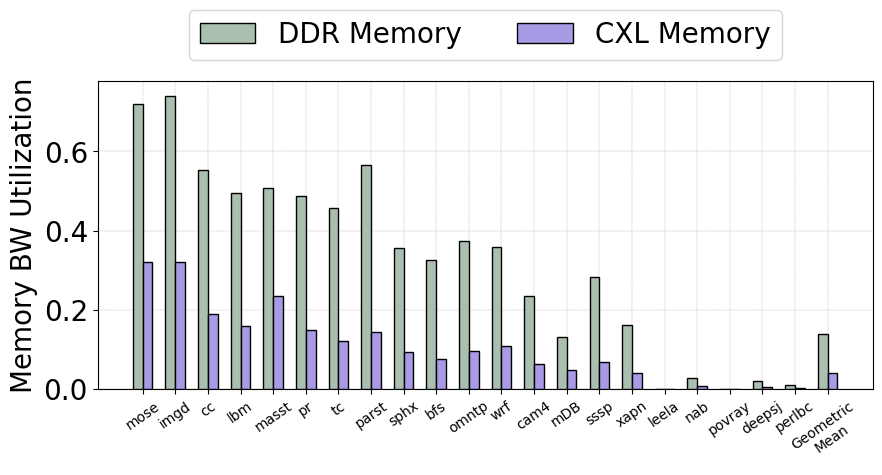 DDR Memory
CXL Memory
Memory BW Utilization
0.6
0.4
0.2
0.0
mose
imgd
cc
lbm
masst
pr
tc
parst
sphx
bfs
omntp
wrf
cam4
mDB
sssp
xapn
leela
nab
povray
deepsj
perlbc
Geometric
Mean